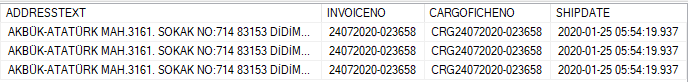 ADDRESSTEXT INVOICENO CARGOFICHENO SHIPDATE
AKBÜK-ATATÜRK MAH.3161. SOKAK NO:714 83153 DİDİM... 24072020-023658 CRG24072020-023658 2020-01-25 05:54:19.937
AKBÜK-ATATÜRK MAH.3161. SOKAK NO:714 83153 DİDİM... 24072020-023658 CRG24072020-023658 2020-01-25 05:54:19.937
AKBÜK-ATATÜRK MAH.3161. SOKAK NO:714 83153 DİDİM... 24072020-023658 CRG24072020-023658 2020-01-25 05:54:19.937